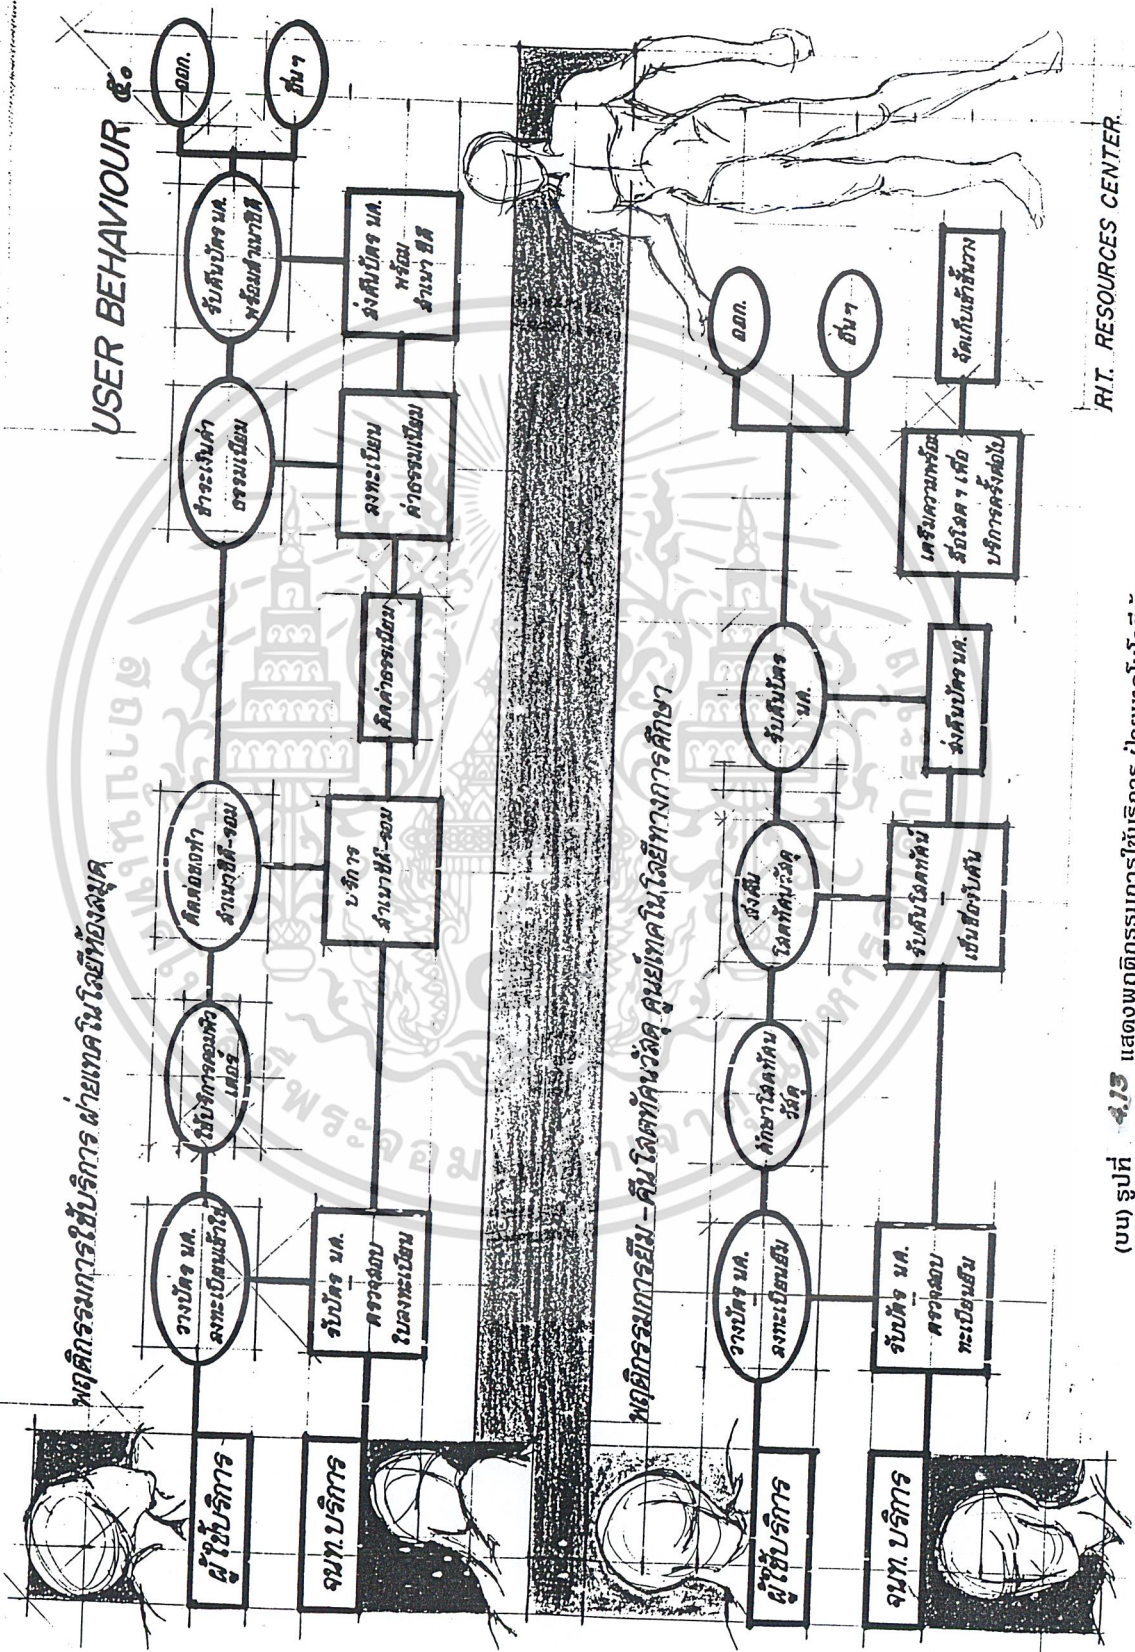 USER BEHAVIOUR ๕๐
พฤติกรรมการใช้บริการ ฝ่ายเทคโนโลยีห้องสมุด
ผู้ใช้บริการ
วางบัตร นศ.
ลงทะเบียนเข้าใช้
ใช้บริการคอมพิว
เตอร์
ติดต่อขอทำ
สำเนาซีดี-รอม
ชำระเงินค่า
ธรรมเนียม
รับคืนบัตร นศ.
พร้อมสำเนาซีดี
ออก.
อื่นๆ
จนท.บริการ
รับบัตร นศ.
ตรวจสอบ
ใบลงทะเบียน
บริการ
สำเนาซีดี-รอม
คิดค่าธรรมเนียม
ลงทะเบียน
ค่าธรรมเนียม
ส่งคืนบัตร นศ.
พร้อม
สำเนา ซีดี
พฤติกรรมการยืม-คืน โสตทัศนวัสดุ ศูนย์เทคโนโลยีทางการศึกษา
ผู้ใช้บริการ
วางบัตร นศ.
ลงทะเบียนยืม
ศึกษาโสตทัศน
วัสดุ
ส่งคืน
โสตทัศนวัสดุ
รับคืนบัตร
นศ.
ออก.
อื่นๆ
จนท.บริการ
รับบัตร นศ.
ตรวจสอบ
ทะเบียนยืม
รับคืนโสตทัศน์
เซ็นชื่อรับคืน
ส่งคืนบัตร นศ.
เตรียมความพร้อม
สื่อโสตฯ เพื่อ
บริการครั้งต่อไป
จัดเก็บเข้าชั้นวาง
R.I.T. RESOURCES CENTER.
(บน) รูปที่ 4.13 แสดงพฤติกรรมการใช้บริการ